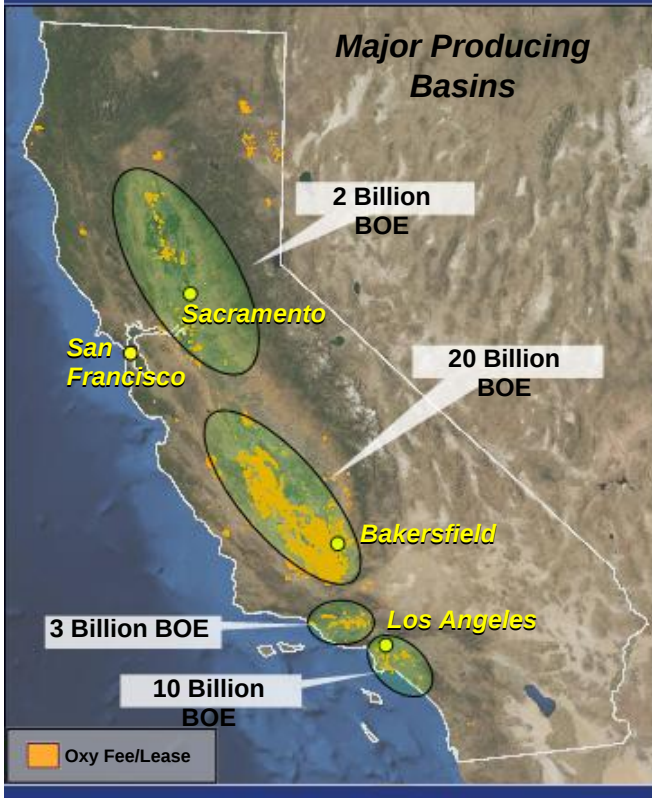 Major Producing
Basins
2 Billion
BOE
Sacramento
San
Francisco
20 Billion
BOE
Bakersfield
3 Billion BOE
Los Angeles
10 Billion
BOE
Oxy Fee/Lease